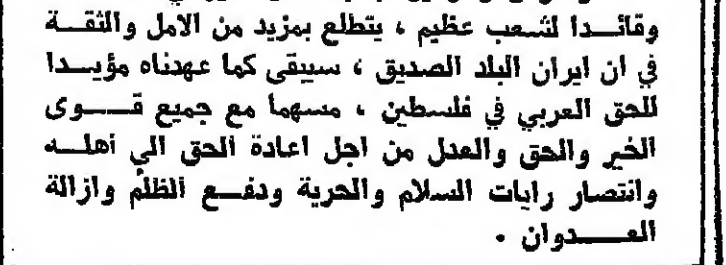 وقائدا لشعب عظيم ، يتطلع بمزيد من الامل والثقة
في ان ايران البلد الصديق ، سيبقى كما عهدناه مؤيدا
للحق العربي في فلسطين ، مسهما مع جميع قوى
الخير والحق والعدل من اجل اعادة الحق الى أهله
وانتصار رايات السلام والحرية ودفع الظلم وازالة
العدوان .